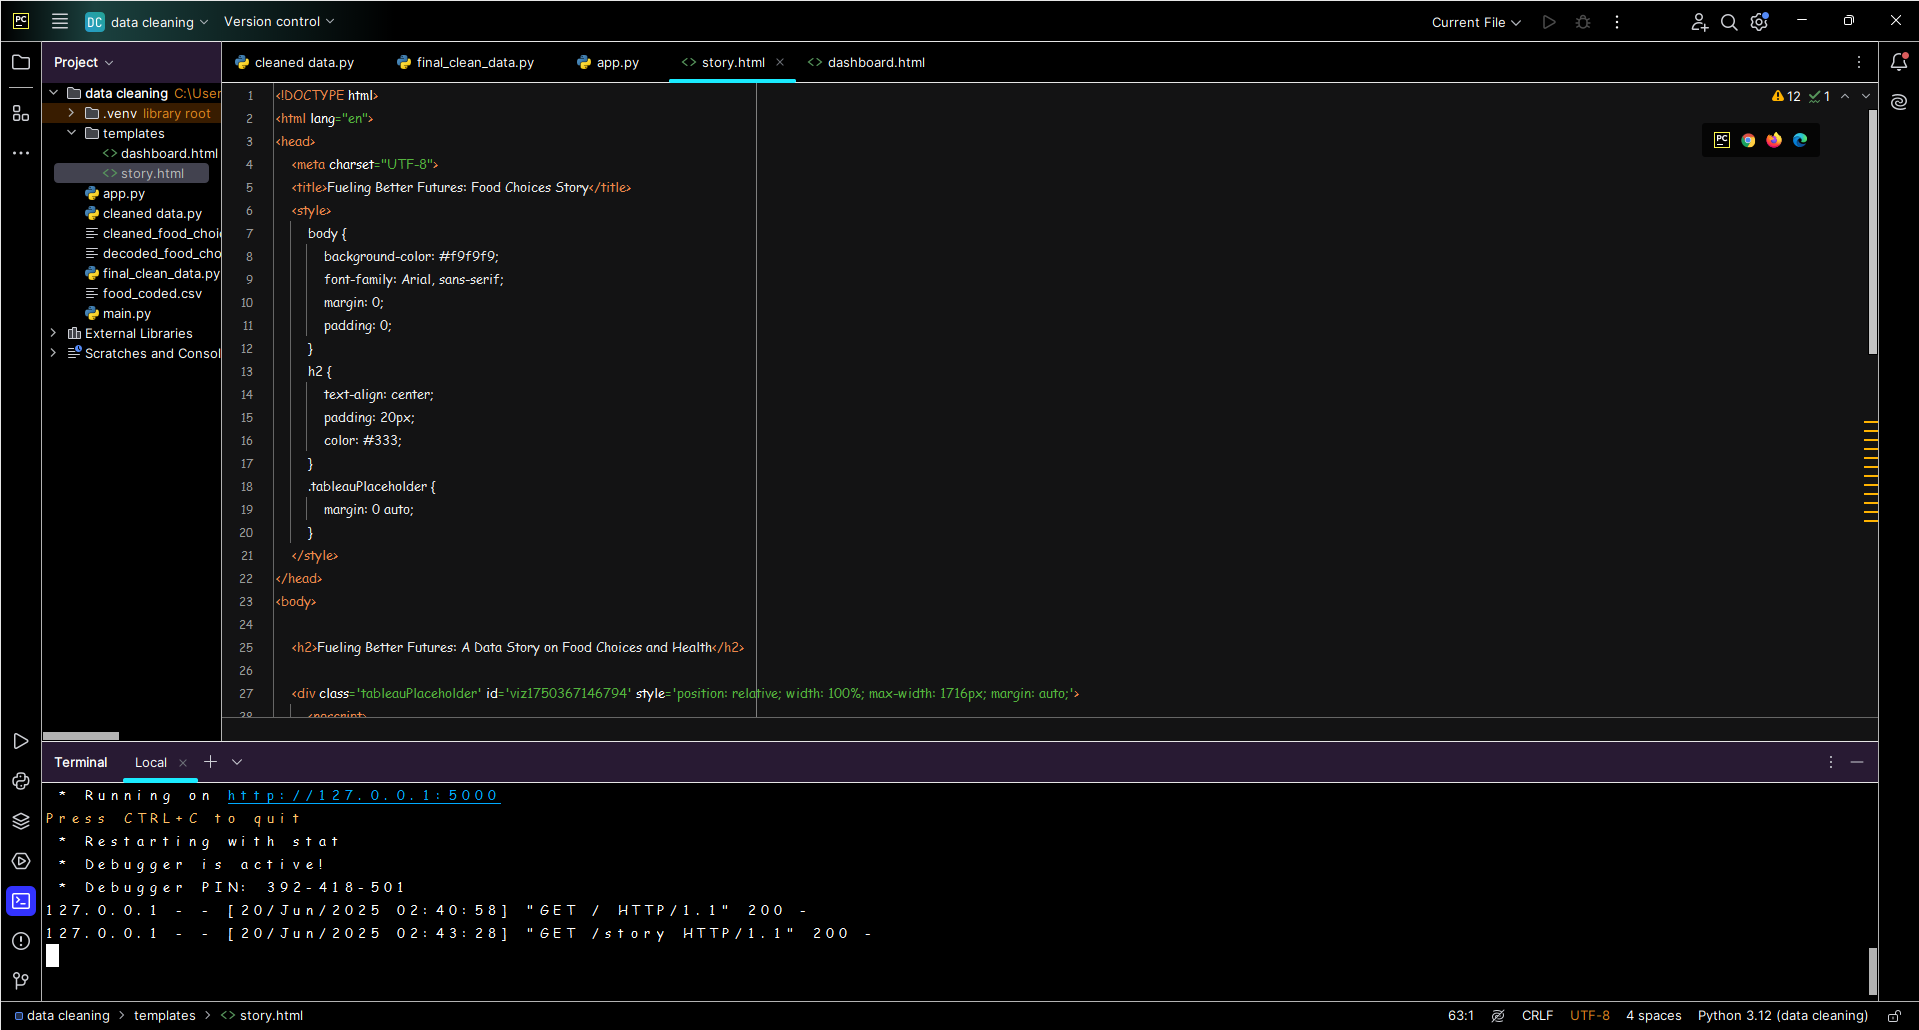 PC DC data cleaning Version control Current File
Project
cleaned data.py final_clean_data.py app.py story.html dashboard.html
data cleaning C:\User
.venv library root
templates
dashboard.html
story.html
app.py
cleaned data.py
cleaned_food_choi
decoded_food_cho
final_clean_data.py
food_coded.csv
main.py
External Libraries
Scratches and Consol
12 1
PC
1 <!DOCTYPE html>
2 <html lang="en">
3 <head>
4 <meta charset="UTF-8">
5 <title>Fueling Better Futures: Food Choices Story</title>
6 <style>
7 body {
8 background-color: #f9f9f9;
9 font-family: Arial, sans-serif;
10 margin: 0;
11 padding: 0;
12 }
13 h2 {
14 text-align: center;
15 padding: 20px;
16 color: #333;
17 }
18 .tableauPlaceholder {
19 margin: 0 auto;
20 }
21 </style>
22 </head>
23 <body>
24
25 <h2>Fueling Better Futures: A Data Story on Food Choices and Health</h2>
26
27 <div class='tableauPlaceholder' id='viz1750367146794' style='position: relative; width: 100%; max-width: 1716px; margin: auto;'>
28 <noscript>
Terminal Local
* Running on http://127.0.0.1:5000
Press CTRL+C to quit
* Restarting with stat
* Debugger is active!
* Debugger PIN: 392-418-501
127.0.0.1 - - [20/Jun/2025 02:40:58] "GET / HTTP/1.1" 200 -
127.0.0.1 - - [20/Jun/2025 02:43:28] "GET /story HTTP/1.1" 200 -
data cleaning > templates > story.html 63:1 CRLF UTF-8 4 spaces Python 3.12 (data cleaning)